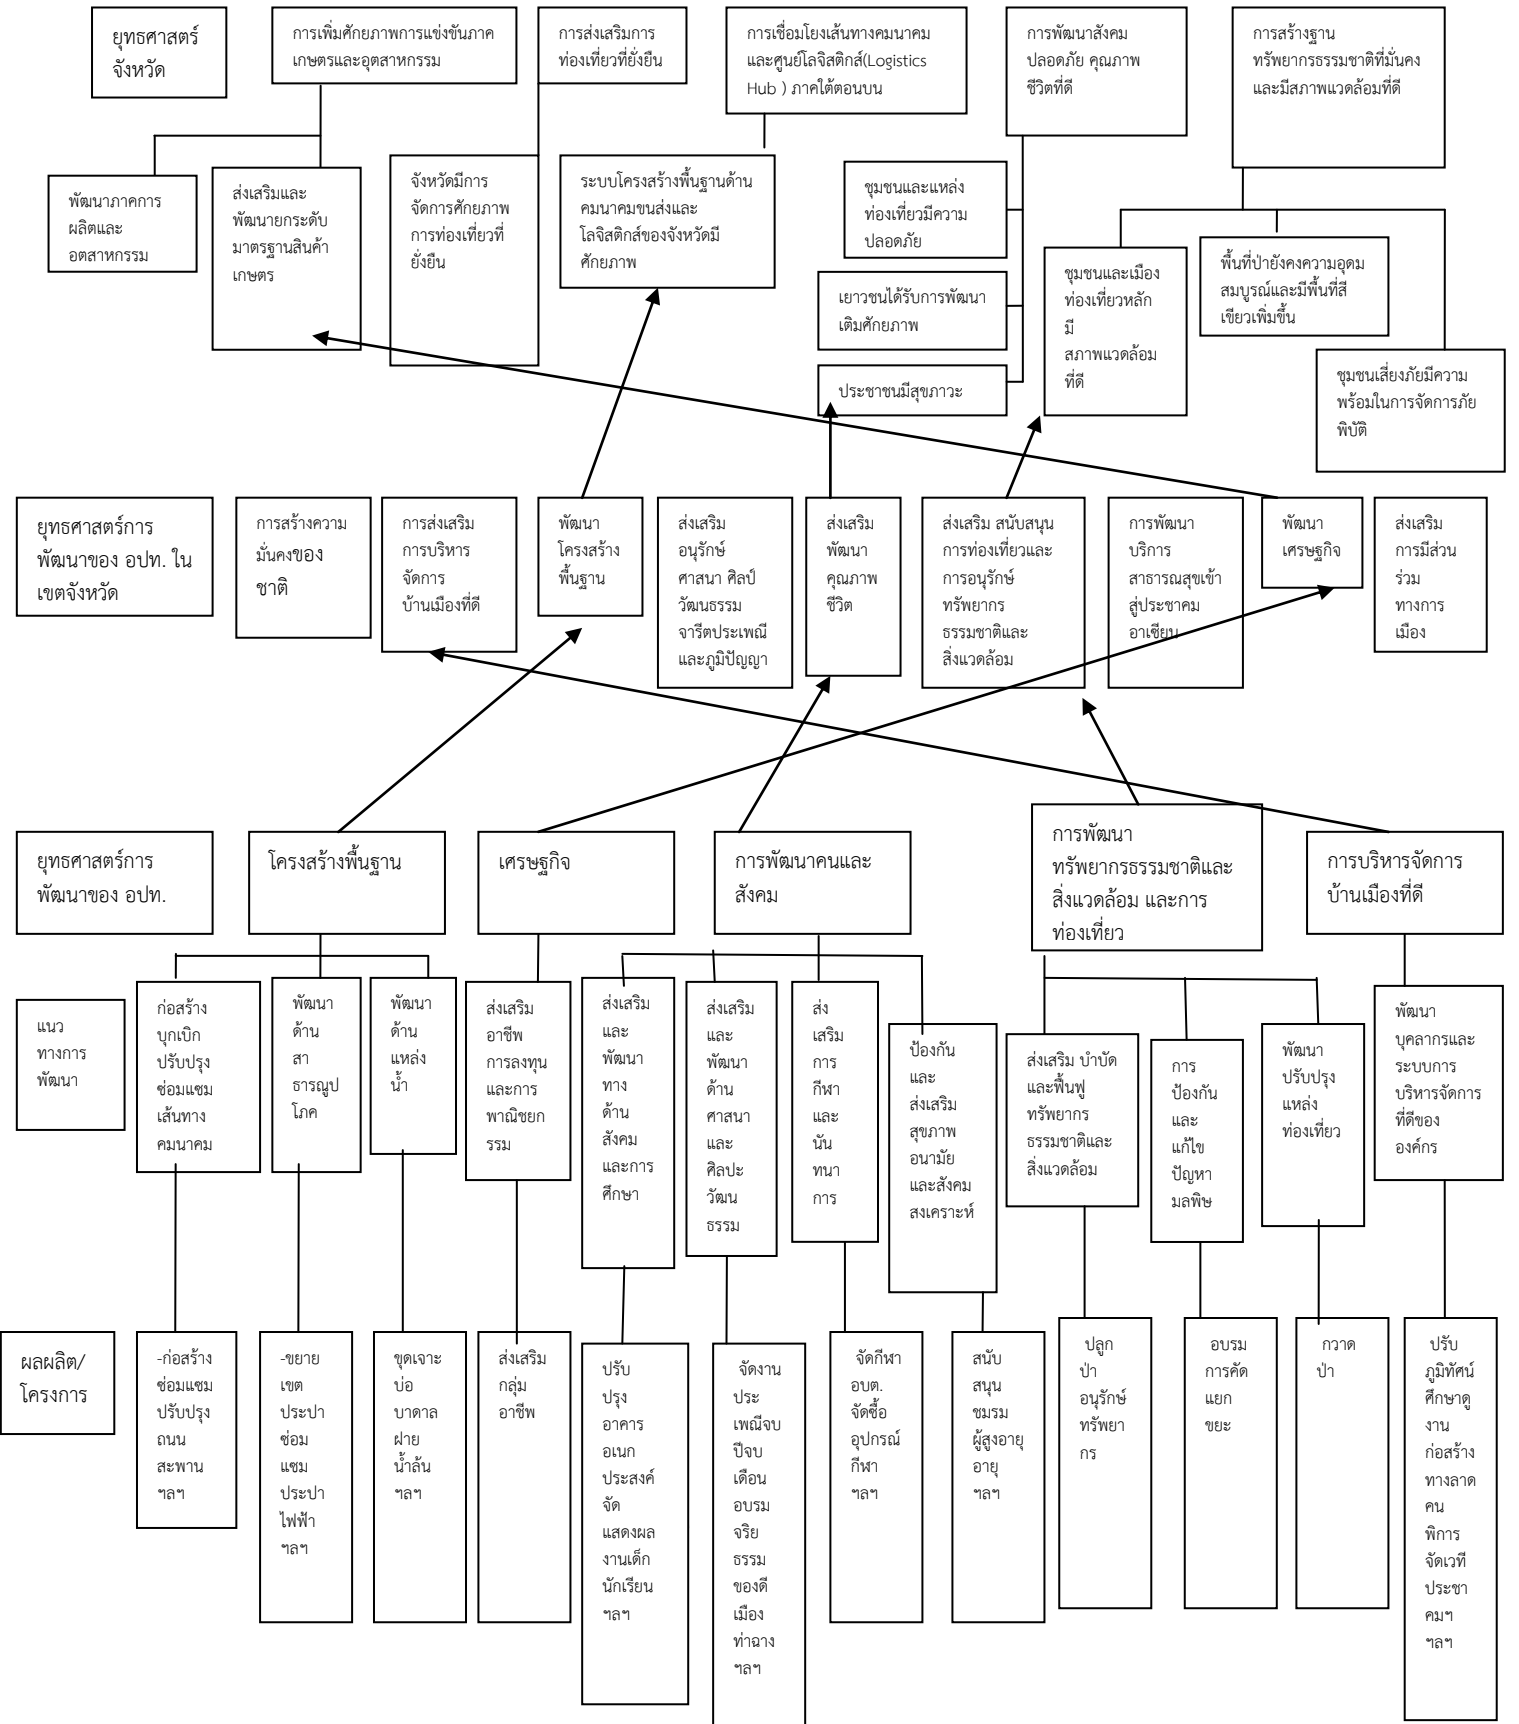 ยุทธศาสตร์
จังหวัด
การเพิ่มศักยภาพการแข่งขันภาค
เกษตรและอุตสาหกรรม
การส่งเสริมการ
ท่องเที่ยวที่ยั่งยืน
การเชื่อมโยงเส้นทางคมนาคม
และศูนย์โลจิสติกส์(Logistics
Hub ) ภาคใต้ตอนบน
การพัฒนาสังคม
ปลอดภัย คุณภาพ
ชีวิตที่ดี
การสร้างฐาน
ทรัพยากรธรรมชาติที่มั่นคง
และมีสภาพแวดล้อมที่ดี
พัฒนาภาคการ
ผลิตและ
อตสาหกรรม
ส่งเสริมและ
พัฒนายกระดับ
มาตรฐานสินค้า
เกษตร
จังหวัดมีการ
จัดการศักยภาพ
การท่องเที่ยวที่
ยั่งยืน
ระบบโครงสร้างพื้นฐานด้าน
คมนาคมขนส่งและ
โลจิสติกส์ของจังหวัดมี
ศักยภาพ
ชุมชนและแหล่ง
ท่องเที่ยวมีความ
ปลอดภัย
เยาวชนได้รับการพัฒนา
เติมศักยภาพ
ประชาชนมีสุขภาวะ
ชุมชนและเมือง
ท่องเที่ยวหลัก
มี
สภาพแวดล้อม
ที่ดี
พื้นที่ป่ายังคงความอุดม
สมบูรณ์และมีพื้นที่สี
เขียวเพิ่มขึ้น
ชุมชนเสี่ยงภัยมีความ
พร้อมในการจัดการภัย
พิบัติ
ยุทธศาสตร์การ
พัฒนาของ อปท. ใน
เขตจังหวัด
การสร้างความ
มั่นคงของ
ชาติ
การส่งเสริม
การบริหาร
จัดการ
บ้านเมืองที่ดี
พัฒนา
โครงสร้าง
พื้นฐาน
ส่งเสริม
อนุรักษ์
ศาสนา ศิลป์
วัฒนธรรม
จารีตประเพณี
และภูมิปัญญา
ส่งเสริม
พัฒนา
คุณภาพ
ชีวิต
ส่งเสริม สนับสนุน
การท่องเที่ยวและ
การอนุรักษ์
ทรัพยากร
ธรรมชาติและ
สิ่งแวดล้อม
การพัฒนา
บริการ
สาธารณสุขเข้า
สู่ประชาคม
อาเซียน
พัฒนา
เศรษฐกิจ
ส่งเสริม
การมีส่วน
ร่วม
ทางการ
เมือง
ยุทธศาสตร์การ
พัฒนาของ อปท.
โครงสร้างพื้นฐาน
เศรษฐกิจ
การพัฒนาคนและ
สังคม
การพัฒนา
ทรัพยากรธรรมชาติและ
สิ่งแวดล้อม และการ
ท่องเที่ยว
การบริหารจัดการ
บ้านเมืองที่ดี
แนว
ทางการ
พัฒนา
ก่อสร้าง
บุกเบิก
ปรับปรุง
ซ่อมแซม
เส้นทาง
คมนาคม
พัฒนา
ด้าน
สา
ธารณูป
โภค
พัฒนา
ด้าน
แหล่ง
น้ำ
ส่งเสริม
อาชีพ
การลงทุน
และการ
พาณิชยก
รรม
ส่งเสริม
และ
พัฒนา
ทาง
ด้าน
สังคม
และการ
ศึกษา
ส่งเสริม
และ
พัฒนา
ด้าน
ศาสนา
และ
ศิลปะ
วัฒน
ธรรม
ส่ง
เสริม
การ
กีฬา
และ
นัน
ทนา
การ
ป้องกัน
และ
ส่งเสริม
สุขภาพ
อนามัย
และสังคม
สงเคราะห์
ส่งเสริม บำบัด
และฟื้นฟู
ทรัพยากร
ธรรมชาติและ
สิ่งแวดล้อม
การ
ป้องกัน
และ
แก้ไข
ปัญหา
มลพิษ
พัฒนา
ปรับปรุง
แหล่ง
ท่องเที่ยว
พัฒนา
บุคลากรและ
ระบบการ
บริหารจัดการ
ที่ดีของ
องค์กร
ผลผลิต/
โครงการ
-ก่อสร้าง
ซ่อมแซม
ปรับปรุง
ถนน
สะพาน
ฯลฯ
-ขยาย
เขต
ประปา
ซ่อม
แซม
ประปา
ไฟฟ้า
ฯลฯ
ขุดเจาะ
บ่อ
บาดาล
ฝาย
น้ำล้น
ฯลฯ
ส่งเสริม
กลุ่ม
อาชีพ
ปรับ
ปรุง
อาคาร
อเนก
ประสงค์
จัด
แสดงผล
งานเด็ก
นักเรียน
ฯลฯ
จัดงาน
ประ
เพณีจบ
ปีจบ
เดือน
อบรม
จริย
ธรรม
ของดี
เมือง
ท่าฉาง
ฯลฯ
จัดกีฬา
อบต.
จัดซื้อ
อุปกรณ์
กีฬา
ฯลฯ
สนับ
สนุน
ชมรม
ผู้สูงอายุ
อายุ
ฯลฯ
ปลูก
ป่า
อนุรักษ์
ทรัพยา
กร
อบรม
การคัด
แยก
ขยะ
กวาด
ป่า
ปรับ
ภูมิทัศน์
ศึกษาดู
งาน
ก่อสร้าง
ทางลาด
คน
พิการ
จัดเวที
ประชา
คมฯ
ฯลฯ